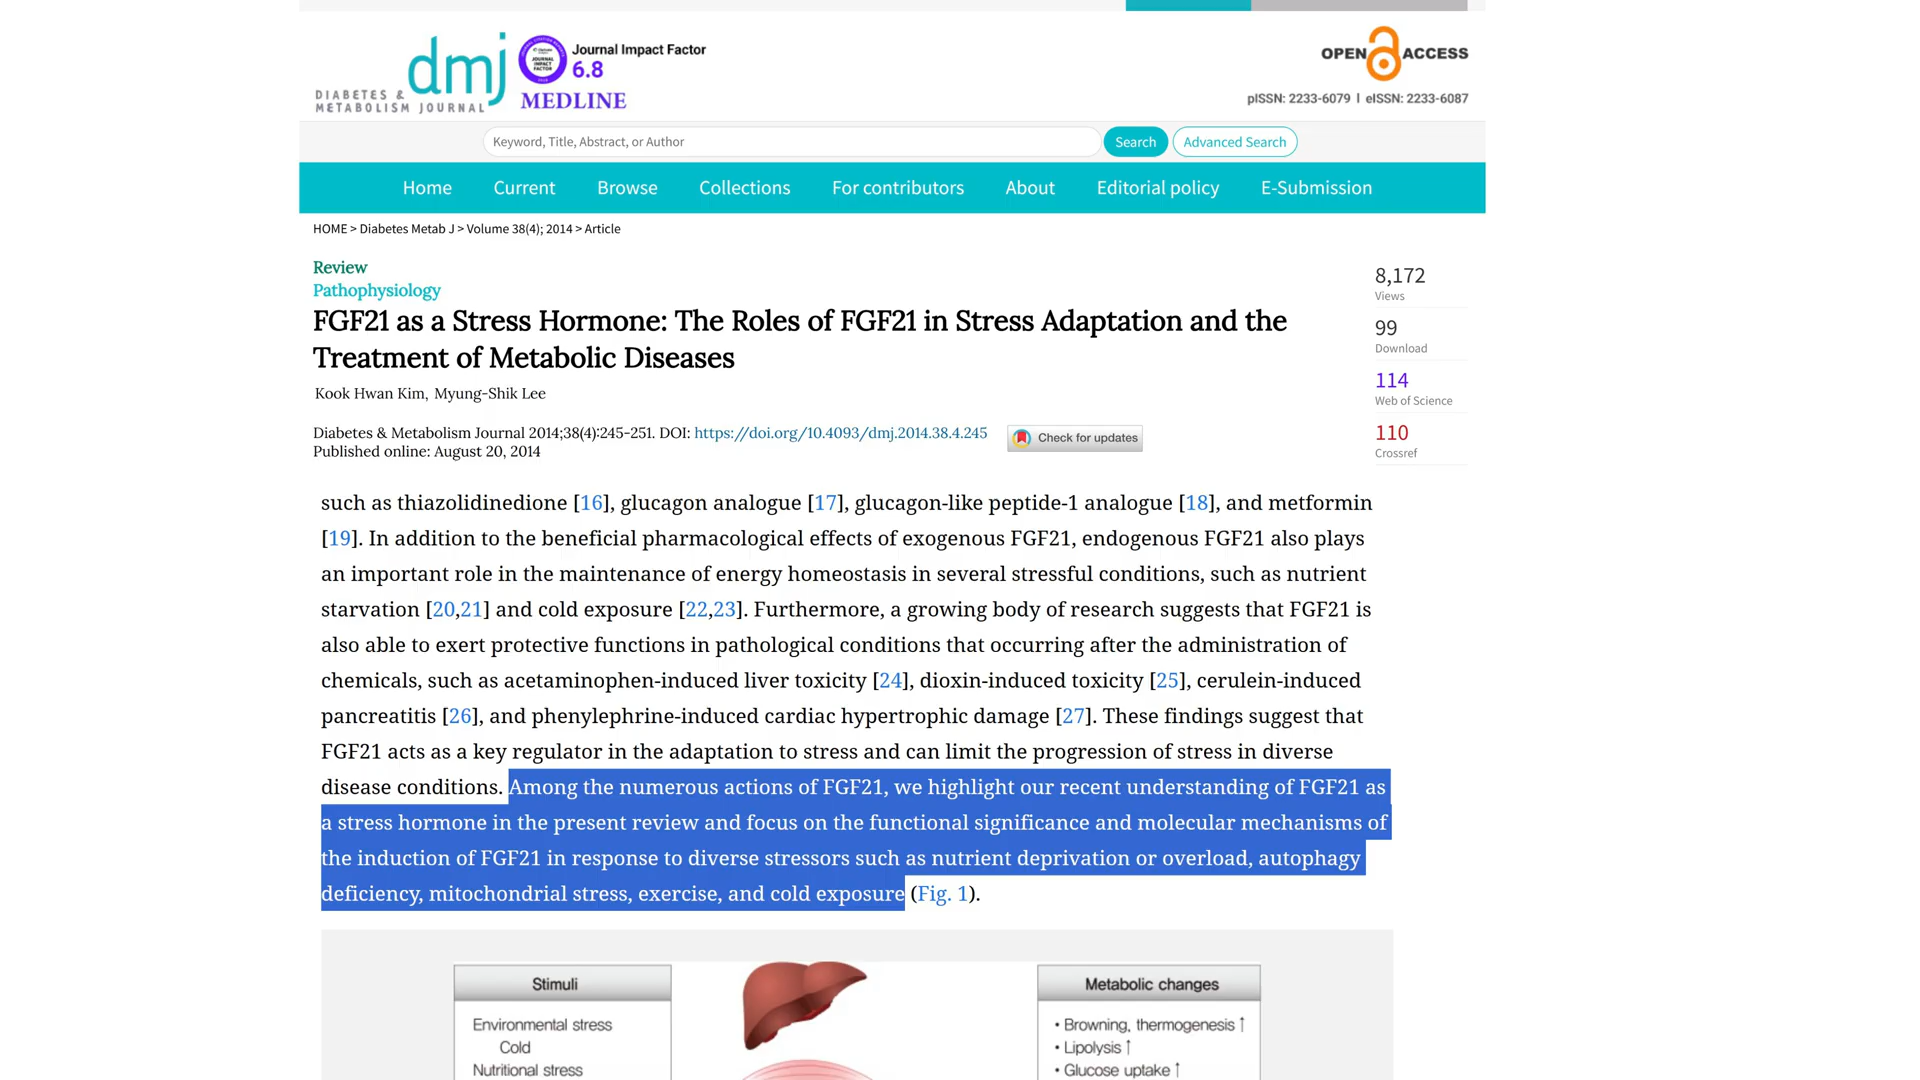 dmj
DIABETES &
METABOLISM JOURNAL
JOURNAL
IMPACT
FACTOR
Journal Impact Factor
6.8
MEDLINE
OPEN ACCESS
pISSN: 2233-6079 | eISSN: 2233-6087
Keyword, Title, Abstract, or Author
Search
Advanced Search
Home Current Browse Collections For contributors About Editorial policy E-Submission
HOME > Diabetes Metab J > Volume 38(4); 2014 > Article
Review
Pathophysiology
FGF21 as a Stress Hormone: The Roles of FGF21 in Stress Adaptation and the
Treatment of Metabolic Diseases
Kook Hwan Kim, Myung-Shik Lee
Diabetes & Metabolism Journal 2014;38(4):245-251. DOI: https://doi.org/10.4093/dmj.2014.38.4.245
Published online: August 20, 2014
Check for updates
8,172
Views
99
Download
114
Web of Science
110
Crossref
such as thiazolidinedione [16], glucagon analogue [17], glucagon-like peptide-1 analogue [18], and metformin
[19]. In addition to the beneficial pharmacological effects of exogenous FGF21, endogenous FGF21 also plays
an important role in the maintenance of energy homeostasis in several stressful conditions, such as nutrient
starvation [20,21] and cold exposure [22,23]. Furthermore, a growing body of research suggests that FGF21 is
also able to exert protective functions in pathological conditions that occurring after the administration of
chemicals, such as acetaminophen-induced liver toxicity [24], dioxin-induced toxicity [25], cerulein-induced
pancreatitis [26], and phenylephrine-induced cardiac hypertrophic damage [27]. These findings suggest that
FGF21 acts as a key regulator in the adaptation to stress and can limit the progression of stress in diverse
disease conditions. Among the numerous actions of FGF21, we highlight our recent understanding of FGF21 as
a stress hormone in the present review and focus on the functional significance and molecular mechanisms of
the induction of FGF21 in response to diverse stressors such as nutrient deprivation or overload, autophagy
deficiency, mitochondrial stress, exercise, and cold exposure (Fig. 1).
Stimuli
Environmental stress
Cold
Nutritional stress
Metabolic changes
• Browning, thermogenesis ↑
• Lipolysis ↑
• Glucose uptake ↑